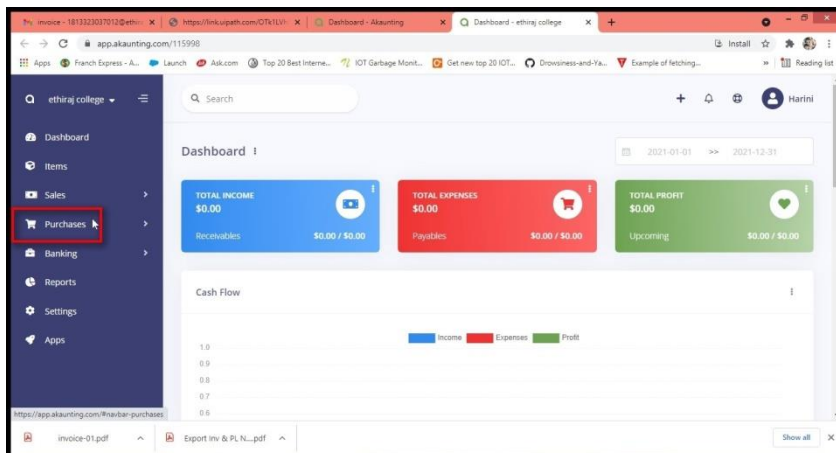 invoice - 1813323037012@ethira
https://link.uipath.com/OTk1LVH
Dashboard - Akaunting
Dashboard - ethiraj college
app.akaunting.com/115998
Install
Apps
Franch Express - A...
Launch
Ask.com
Top 20 Best Interne...
IOT Garbage Monit...
Get new top 20 IOT...
Drowsiness-and-Ya...
Example of fetching...
Reading list
ethiraj college
Search
Harini
Dashboard
Items
Sales
Purchases
Banking
Reports
Settings
Apps
https://app.akaunting.com/#navbar-purchases
Dashboard
2021-01-01 >> 2021-12-31
TOTAL INCOME
$0.00
Receivables $0.00 / $0.00
TOTAL EXPENSES
$0.00
Payables $0.00 / $0.00
TOTAL PROFIT
$0.00
Upcoming $0.00 / $0.00
Cash Flow
Income Expenses Profit
1.0
0.9
0.8
0.7
0.6
invoice-01.pdf
Export Inv & PL N....pdf
Show all